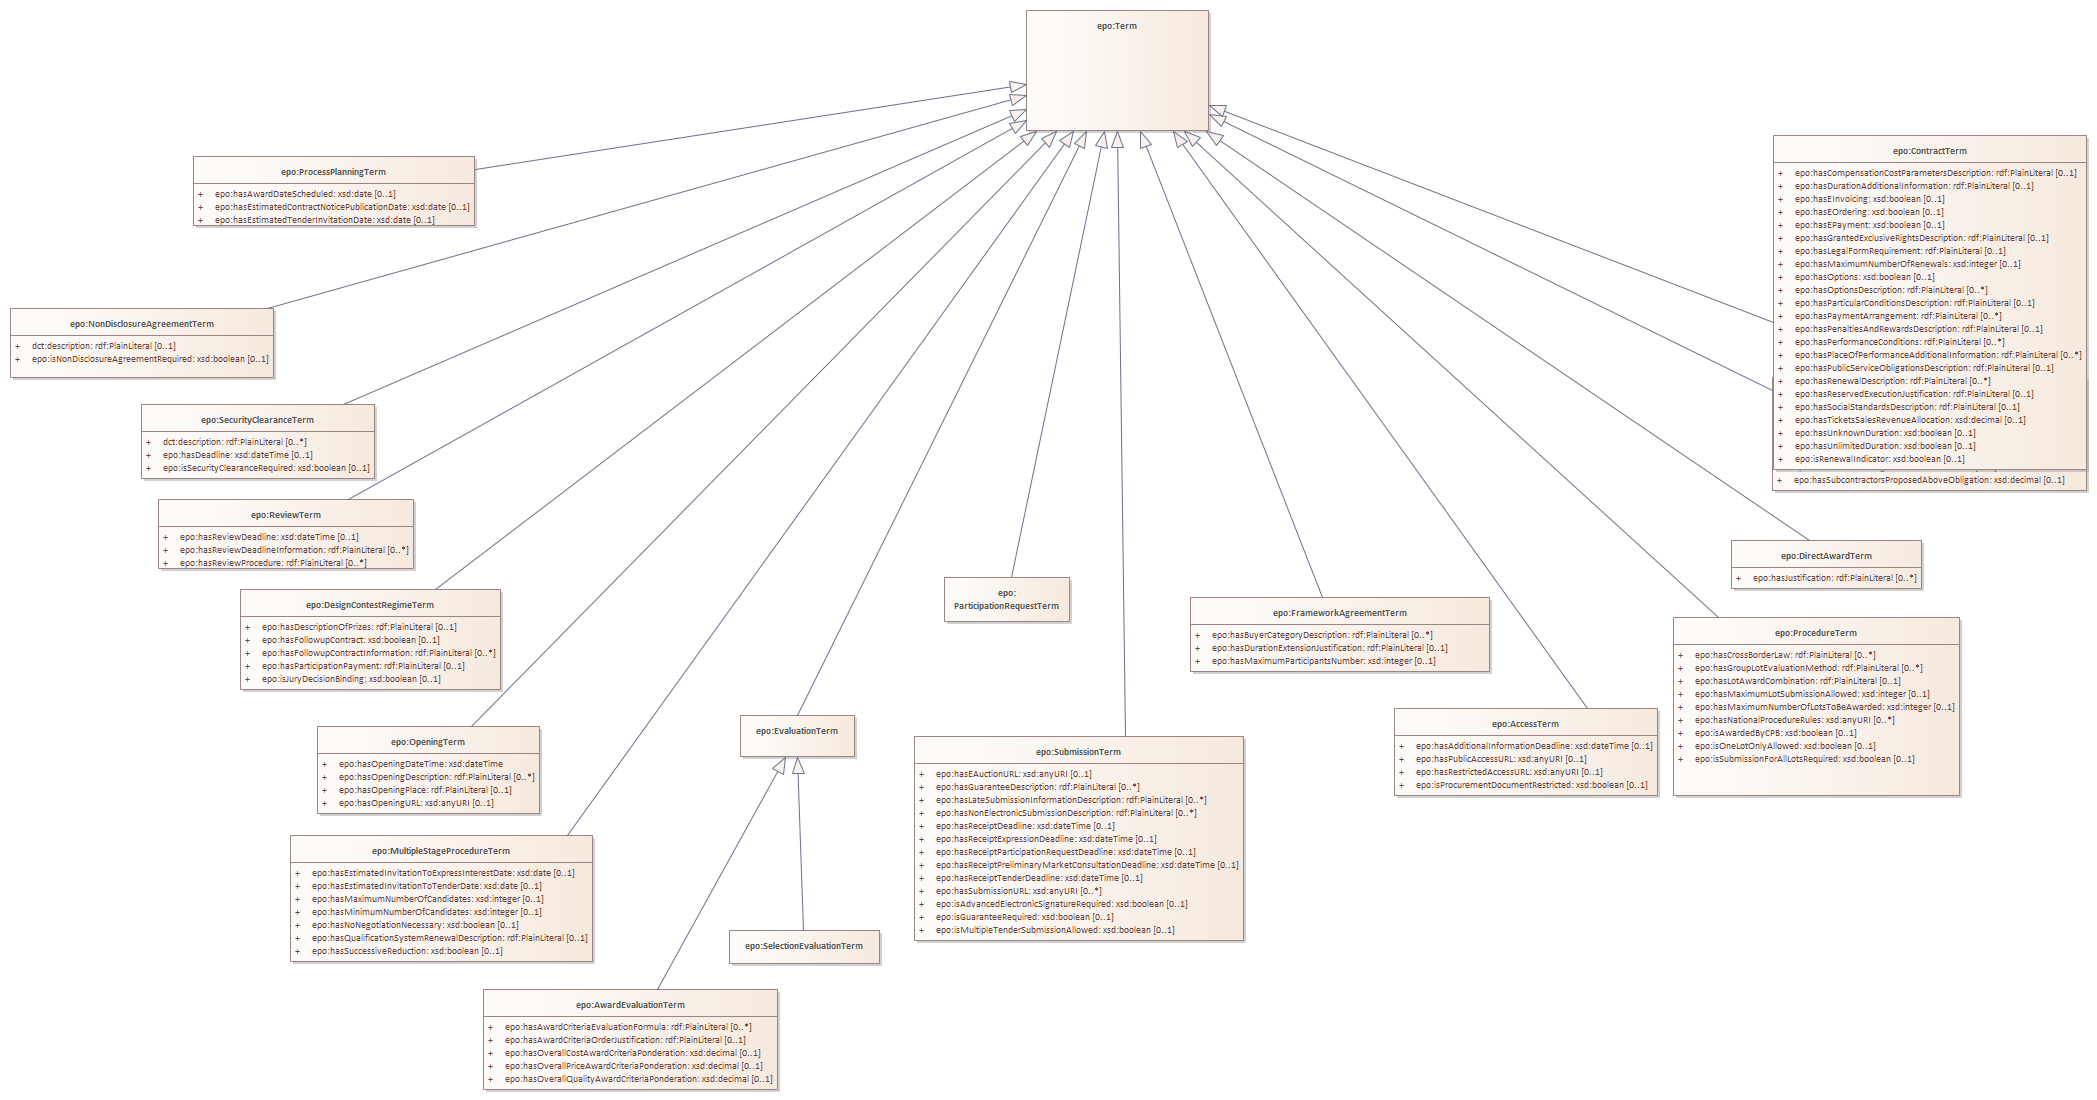 epo:Term
epo:ProcessPlanningTerm
+ epo:hasAwardDateScheduled: xsd:date [0..1]
+ epo:hasEstimatedContractNoticePublicationDate: xsd:date [0..1]
+ epo:hasEstimatedTenderInvitationDate: xsd:date [0..1]
epo:NonDisclosureAgreementTerm
+ dct:description: rdf:PlainLiteral [0..1]
+ epo:isNonDisclosureAgreementRequired: xsd:boolean [0..1]
epo:SecurityClearanceTerm
+ dct:description: rdf:PlainLiteral [0..*]
+ epo:hasDeadline: xsd:dateTime [0..1]
+ epo:isSecurityClearanceRequired: xsd:boolean [0..1]
epo:ReviewTerm
+ epo:hasReviewDeadline: xsd:dateTime [0..1]
+ epo:hasReviewDeadlineInformation: rdf:PlainLiteral [0..*]
+ epo:hasReviewProcedure: rdf:PlainLiteral [0..*]
epo:DesignContestRegimeTerm
+ epo:hasDescriptionOfPrizes: rdf:PlainLiteral [0..1]
+ epo:hasFollowupContract: xsd:boolean [0..1]
+ epo:hasFollowupContractInformation: rdf:PlainLiteral [0..*]
+ epo:hasParticipationPayment: rdf:PlainLiteral [0..1]
+ epo:isJuryDecisionBinding: xsd:boolean [0..1]
epo:OpeningTerm
+ epo:hasOpeningDateTime: xsd:dateTime
+ epo:hasOpeningDescription: rdf:PlainLiteral [0..*]
+ epo:hasOpeningPlace: rdf:PlainLiteral [0..1]
+ epo:hasOpeningURL: xsd:anyURI [0..1]
epo:MultipleStageProcedureTerm
+ epo:hasEstimatedInvitationToExpressInterestDate: xsd:date [0..1]
+ epo:hasEstimatedInvitationToTenderDate: xsd:date [0..1]
+ epo:hasMaximumNumberOfCandidates: xsd:integer [0..1]
+ epo:hasMinimumNumberOfCandidates: xsd:integer [0..1]
+ epo:hasNoNegotiationNecessary: xsd:boolean [0..1]
+ epo:hasQualificationSystemRenewalDescription: rdf:PlainLiteral [0..1]
+ epo:hasSuccessiveReduction: xsd:boolean [0..1]
epo:EvaluationTerm
epo:SelectionEvaluationTerm
epo:AwardEvaluationTerm
+ epo:hasAwardCriteriaEvaluationFormula: rdf:PlainLiteral [0..*]
+ epo:hasAwardCriteriaOrderJustification: rdf:PlainLiteral [0..1]
+ epo:hasOverallCostAwardCriteriaPonderation: xsd:decimal [0..1]
+ epo:hasOverallPriceAwardCriteriaPonderation: xsd:decimal [0..1]
+ epo:hasOverallQualityAwardCriteriaPonderation: xsd:decimal [0..1]
epo:
ParticipationRequestTerm
epo:SubmissionTerm
+ epo:hasEAuctionURL: xsd:anyURI [0..1]
+ epo:hasGuaranteeDescription: rdf:PlainLiteral [0..*]
+ epo:hasLateSubmissionInformationDescription: rdf:PlainLiteral [0..*]
+ epo:hasNonElectronicSubmissionDescription: rdf:PlainLiteral [0..*]
+ epo:hasReceiptDeadline: xsd:dateTime [0..1]
+ epo:hasReceiptExpressionDeadline: xsd:dateTime [0..1]
+ epo:hasReceiptParticipationRequestDeadline: xsd:dateTime [0..1]
+ epo:hasReceiptPreliminaryMarketConsultationDeadline: xsd:dateTime [0..1]
+ epo:hasReceiptTenderDeadline: xsd:dateTime [0..1]
+ epo:hasSubmissionURL: xsd:anyURI [0..*]
+ epo:isAdvancedElectronicSignatureRequired: xsd:boolean [0..1]
+ epo:isGuaranteeRequired: xsd:boolean [0..1]
+ epo:isMultipleTenderSubmissionAllowed: xsd:boolean [0..1]
epo:FrameworkAgreementTerm
+ epo:hasBuyerCategoryDescription: rdf:PlainLiteral [0..*]
+ epo:hasDurationExtensionJustification: rdf:PlainLiteral [0..1]
+ epo:hasMaximumParticipantsNumber: xsd:integer [0..1]
epo:AccessTerm
+ epo:hasAdditionalInformationDeadline: xsd:dateTime [0..1]
+ epo:hasPublicAccessURL: xsd:anyURI [0..1]
+ epo:hasRestrictedAccessURL: xsd:anyURI [0..1]
+ epo:isProcurementDocumentRestricted: xsd:boolean [0..1]
epo:ProcedureTerm
+ epo:hasCrossBorderLaw: rdf:PlainLiteral [0..*]
+ epo:hasGroupLotEvaluationMethod: rdf:PlainLiteral [0..*]
+ epo:hasLotAwardCombination: rdf:PlainLiteral [0..1]
+ epo:hasMaximumLotSubmissionAllowed: xsd:integer [0..1]
+ epo:hasMaximumNumberOfLotsToBeAwarded: xsd:integer [0..1]
+ epo:hasNationalProcedureRules: xsd:anyURI [0..*]
+ epo:isAwardedByCPB: xsd:boolean [0..1]
+ epo:isOneLotOnlyAllowed: xsd:boolean [0..1]
+ epo:isSubmissionForAllLotsRequired: xsd:boolean [0..1]
epo:DirectAwardTerm
+ epo:hasJustification: rdf:PlainLiteral [0..*]
epo:ContractTerm
+ epo:hasCompensationCostParametersDescription: rdf:PlainLiteral [0..1]
+ epo:hasDurationAdditionalInformation: rdf:PlainLiteral [0..1]
+ epo:hasEInvoicing: xsd:boolean [0..1]
+ epo:hasEOrdering: xsd:boolean [0..1]
+ epo:hasEPayment: xsd:boolean [0..1]
+ epo:hasGrantedExclusiveRightsDescription: rdf:PlainLiteral [0..1]
+ epo:hasLegalFormRequirement: rdf:PlainLiteral [0..1]
+ epo:hasMaximumNumberOfRenewals: xsd:integer [0..1]
+ epo:hasOptions: xsd:boolean [0..1]
+ epo:hasOptionsDescription: rdf:PlainLiteral [0..*]
+ epo:hasParticularConditionsDescription: rdf:PlainLiteral [0..1]
+ epo:hasPaymentArrangement: rdf:PlainLiteral [0..*]
+ epo:hasPenaltiesAndRewardsDescription: rdf:PlainLiteral [0..1]
+ epo:hasPerformanceConditions: rdf:PlainLiteral [0..*]
+ epo:hasPlaceOfPerformanceAdditionalInformation: rdf:PlainLiteral [0..*]
+ epo:hasPublicServiceObligationsDescription: rdf:PlainLiteral [0..1]
+ epo:hasRenewalDescription: rdf:PlainLiteral [0..*]
+ epo:hasReservedExecutionJustification: rdf:PlainLiteral [0..1]
+ epo:hasSocialStandardsDescription: rdf:PlainLiteral [0..1]
+ epo:hasTicketsSalesRevenueAllocation: xsd:decimal [0..1]
+ epo:hasUnknownDuration: xsd:boolean [0..1]
+ epo:hasUnlimitedDuration: xsd:boolean [0..1]
+ epo:isRenewalIndicator: xsd:boolean [0..1]
+ epo:hasSubcontractorsProposedAboveObligation: xsd:decimal [0..1]